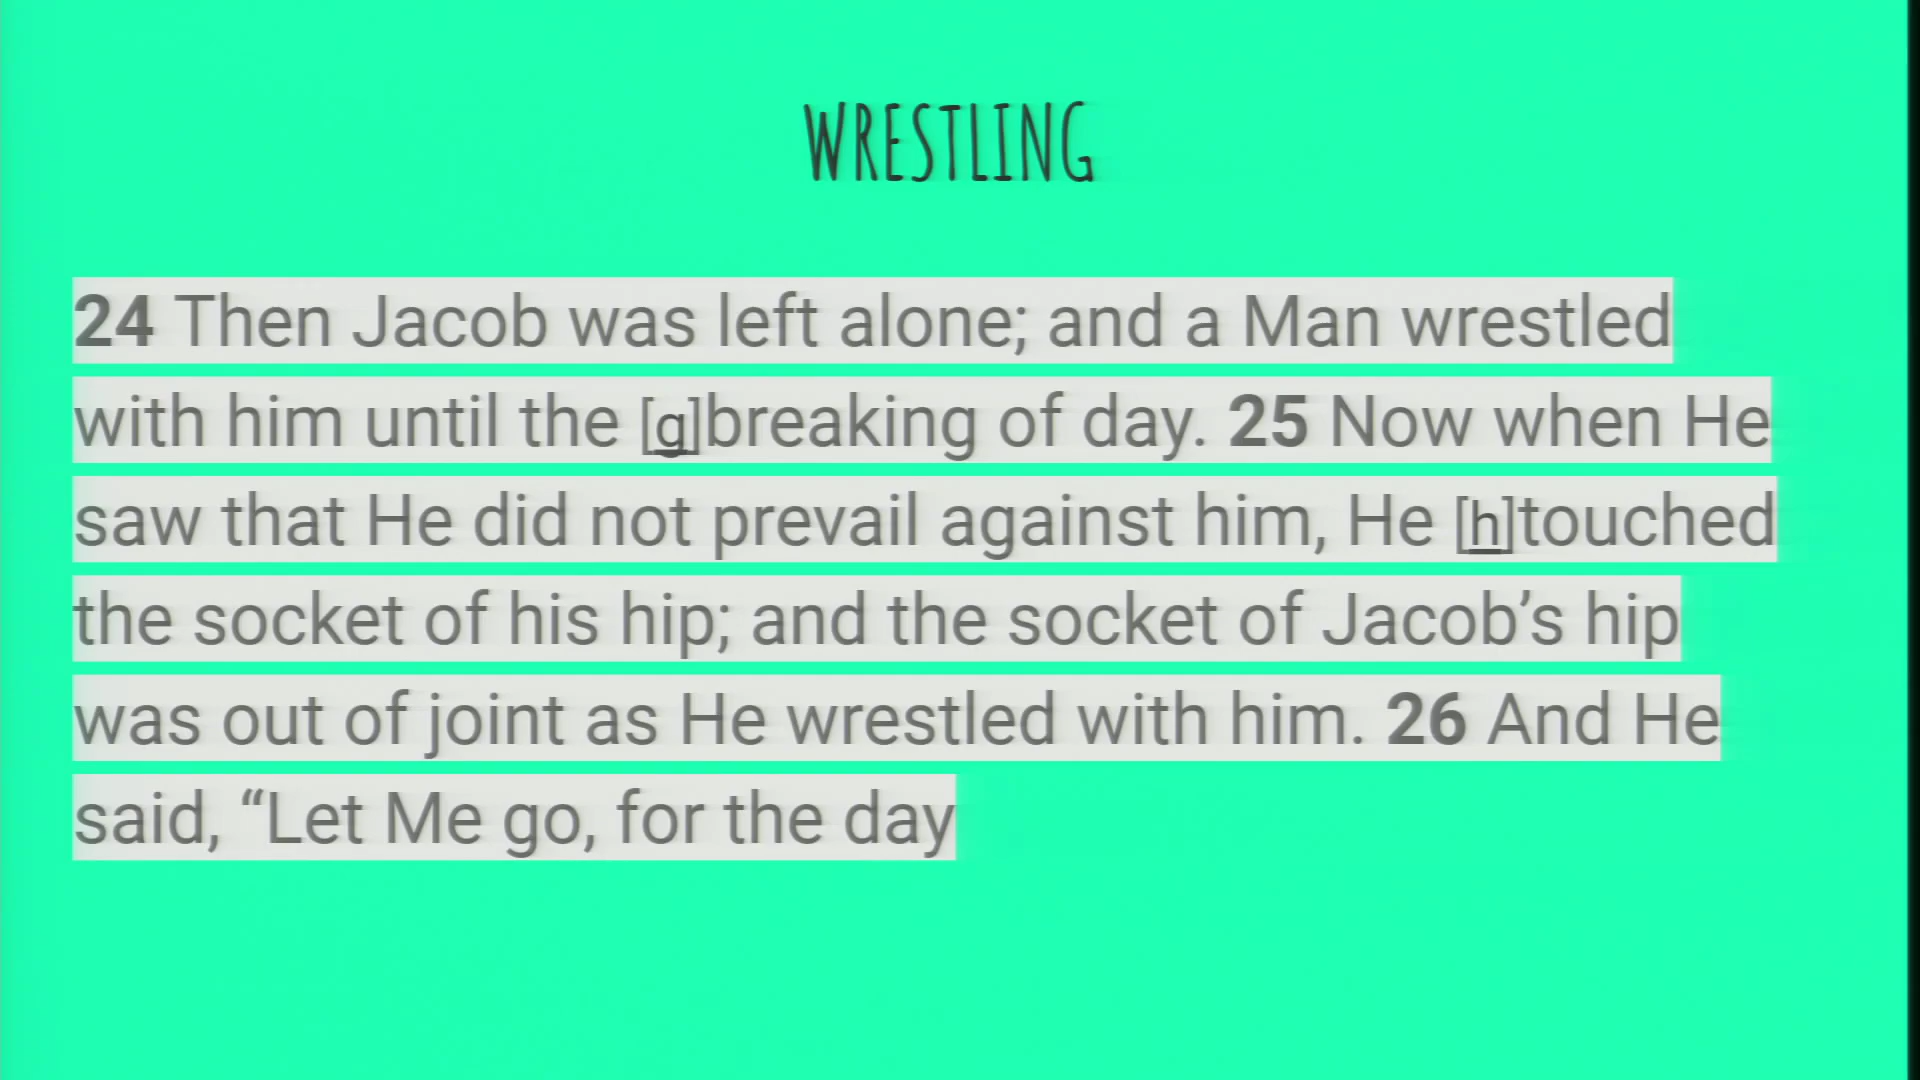 WRESTLING
24 Then Jacob was left alone; and a Man wrestled
with him until the [g]breaking of day. 25 Now when He
saw that He did not prevail against him, He [h]touched
the socket of his hip; and the socket of Jacob’s hip
was out of joint as He wrestled with him. 26 And He
said, “Let Me go, for the day